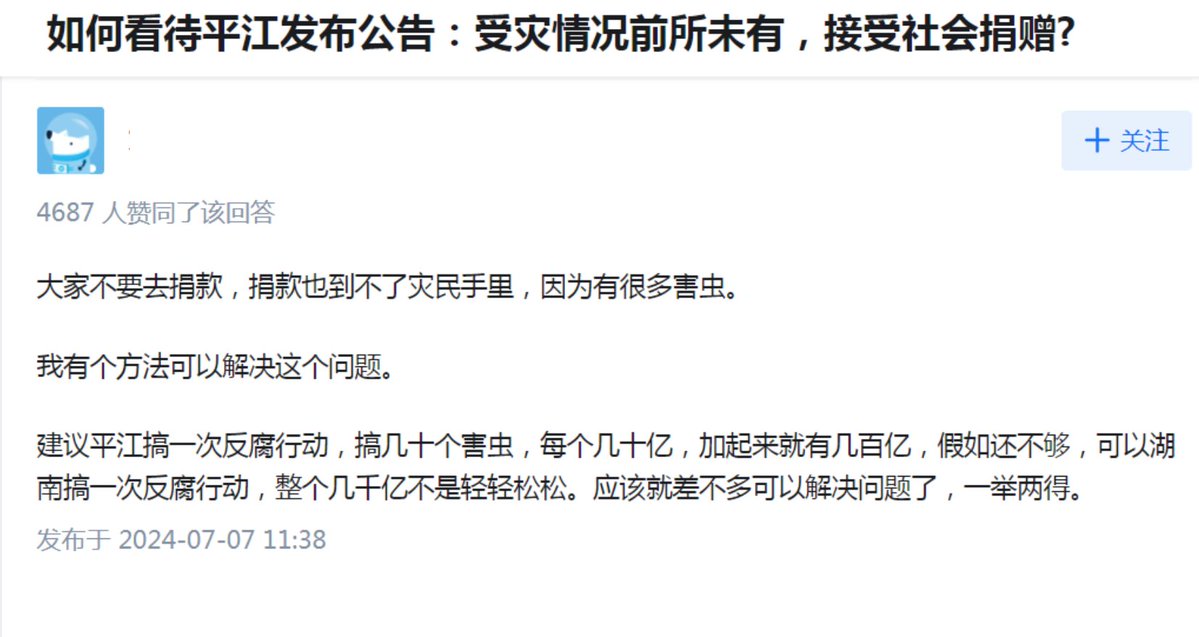 如何看待平江发布公告：受灾情况前所未有，接受社会捐赠?
+ 关注
4687 人赞同了该回答
大家不要去捐款，捐款也到不了灾民手里，因为有很多害虫。
我有个方法可以解决这个问题。
建议平江搞一次反腐行动，搞几十个害虫，每个几十亿，加起来就有几百亿，假如还不够，可以湖
南搞一次反腐行动，整个几千亿不是轻轻松松。应该就差不多可以解决问题了，一举两得。
发布于 2024-07-07 11:38